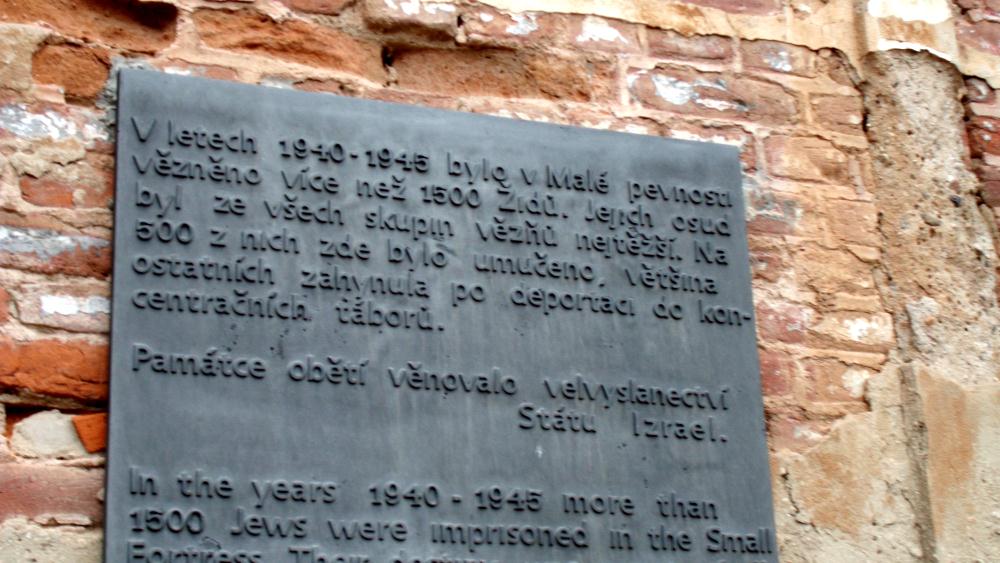 V letech 1940-1945 bylo v Malé pevnosti
vězněno více než 1500 Židů. Jejich osud
byl ze všech skupin vězňů nejtěžší. Na
500 z nich zde bylo umučeno, většina
ostatních zahynula po deportaci do kon-
centračních táborů.
Památce obětí věnovalo velvyslanectví
Státu Izrael.
In the years 1940-1945 more than
1500 Jews were imprisoned in the Small
Fortress. Their